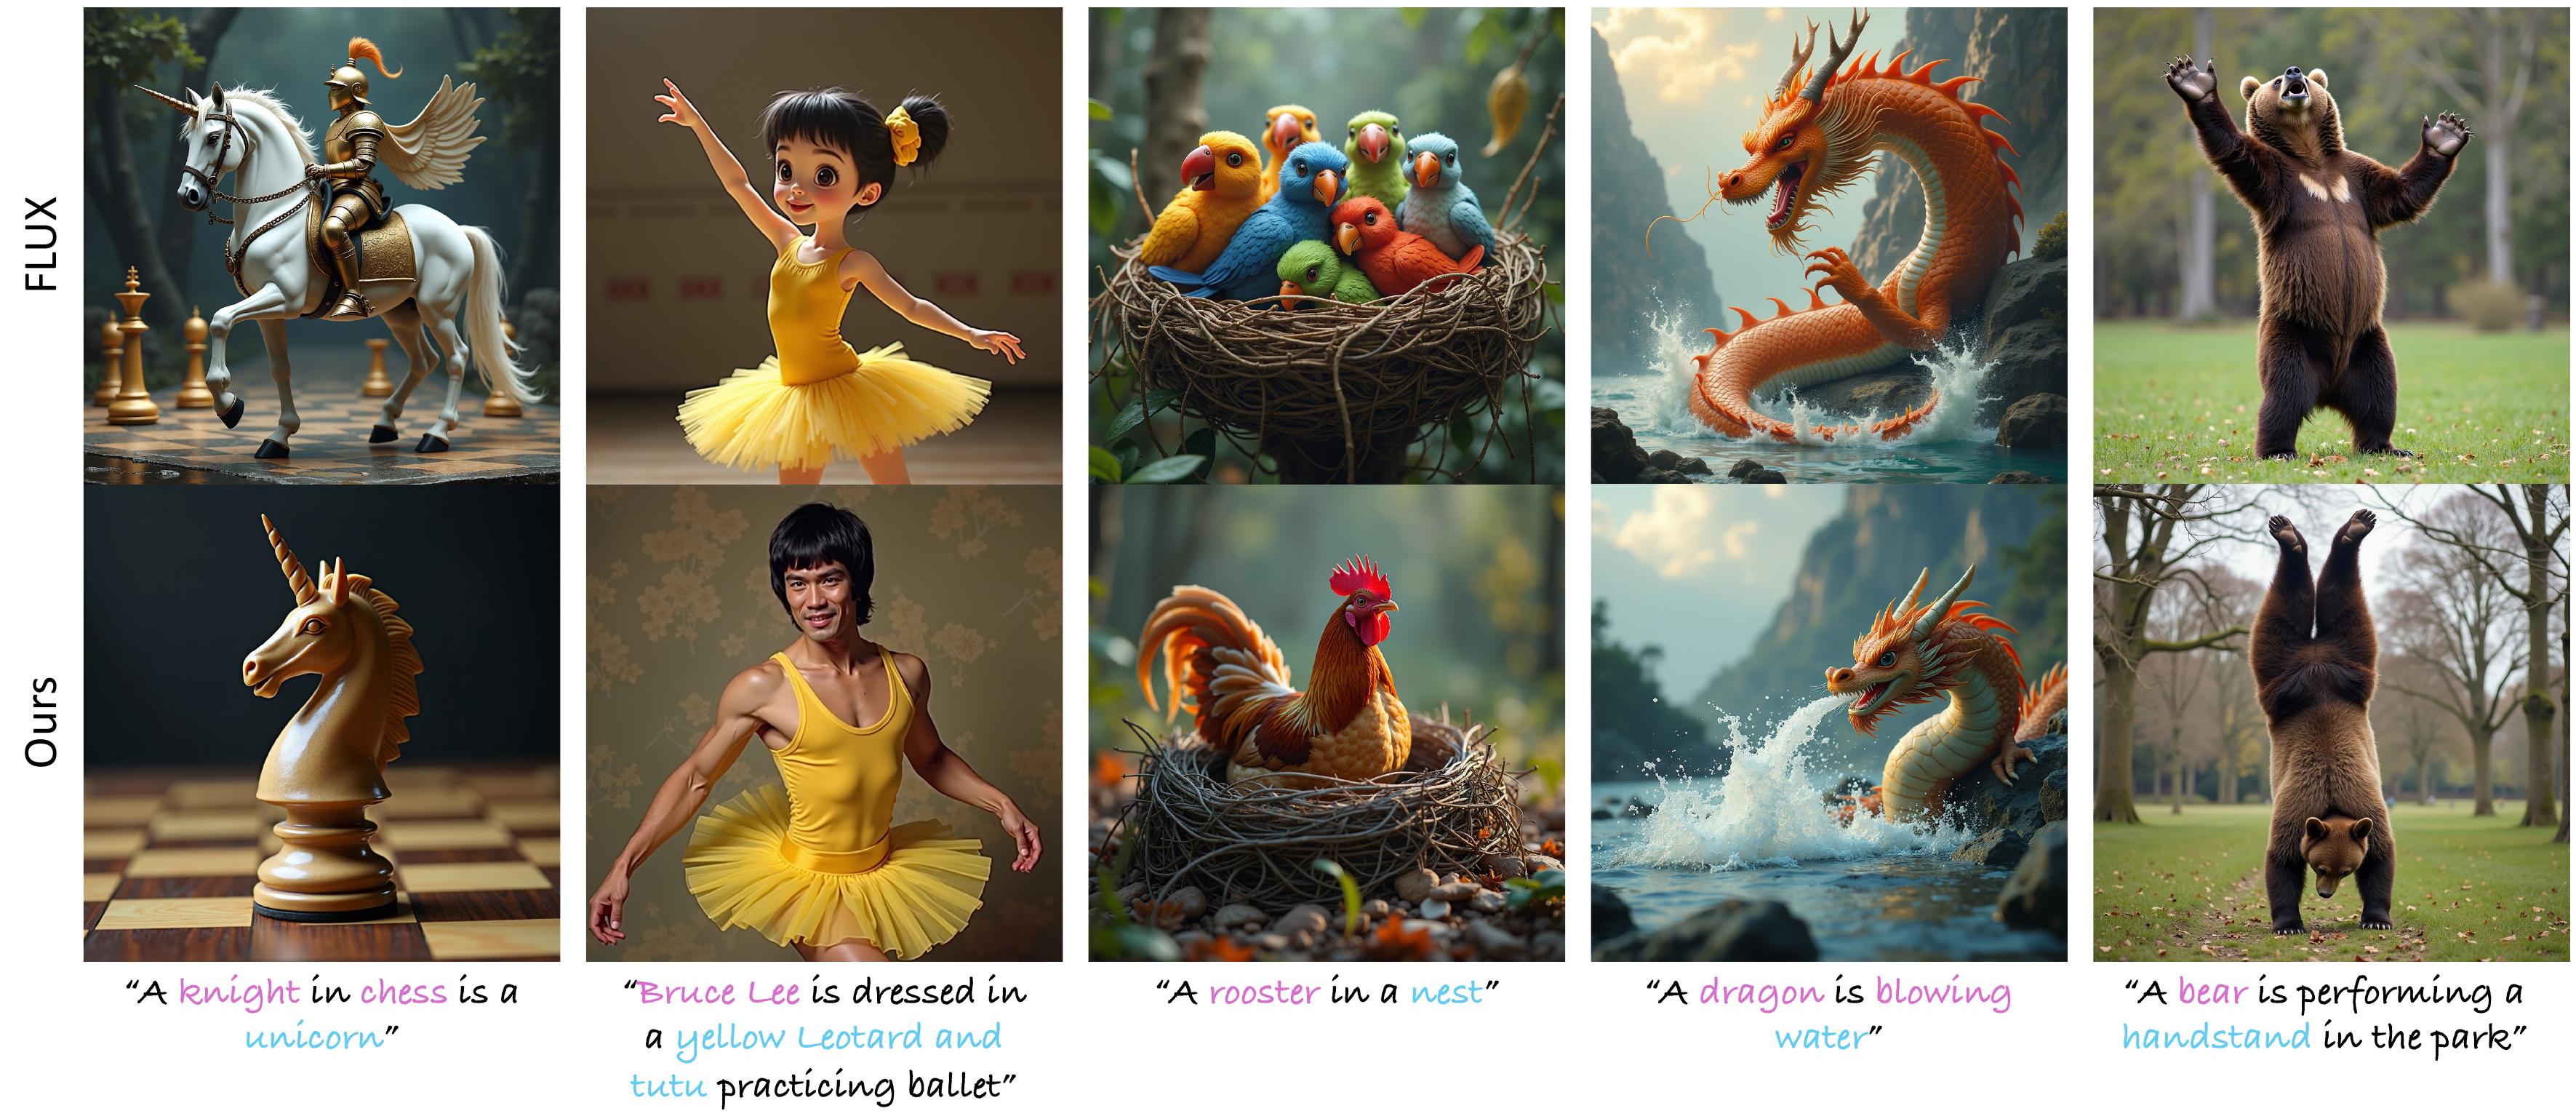 FLUX
Ours
“A knight in chess is a
unicorn”
“Bruce Lee is dressed in
a yellow Leotard and
tutu practicing ballet”
“A rooster in a nest”
“A dragon is blowing
water”
“A bear is performing a
handstand in the park”